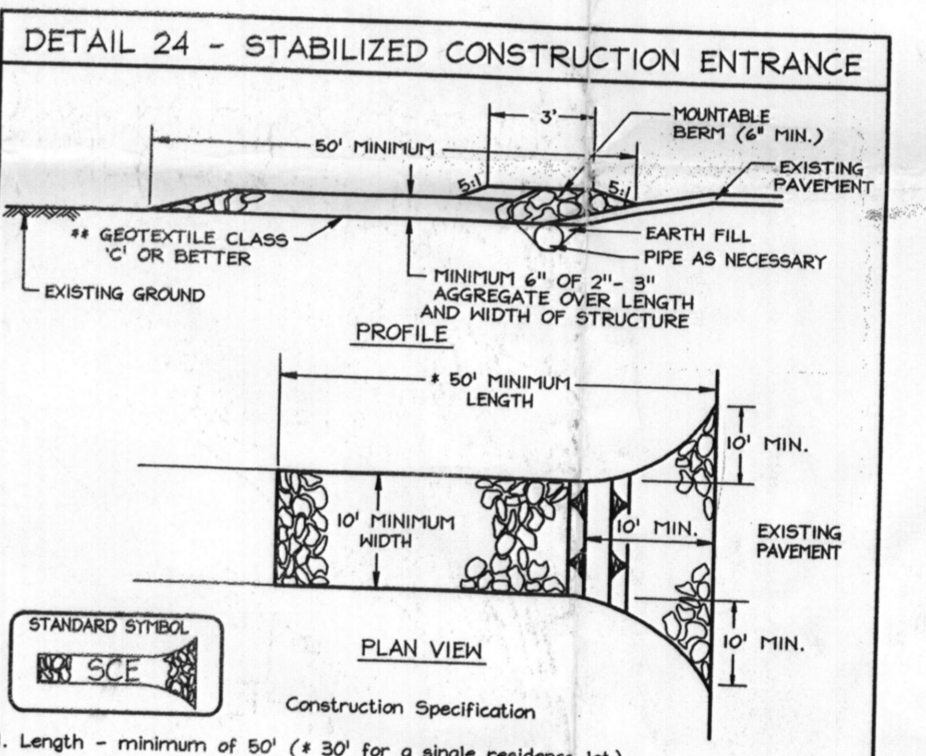 DETAIL 24 - STABILIZED CONSTRUCTION ENTRANCE
3'
MOUNTABLE
BERM (6" MIN.)
50' MINIMUM
EXISTING
PAVEMENT
5:1
5:1
** GEOTEXTILE CLASS
'C' OR BETTER
EARTH FILL
PIPE AS NECESSARY
EXISTING GROUND
MINIMUM 6" OF 2"- 3"
AGGREGATE OVER LENGTH
AND WIDTH OF STRUCTURE
PROFILE
* 50' MINIMUM
LENGTH
10' MIN.
10' MINIMUM
WIDTH
10' MIN.
EXISTING
PAVEMENT
10' MIN.
STANDARD SYMBOL
SCE
PLAN VIEW
Construction Specification
1. Length - minimum of 50' (* 30' for a single residence lot)